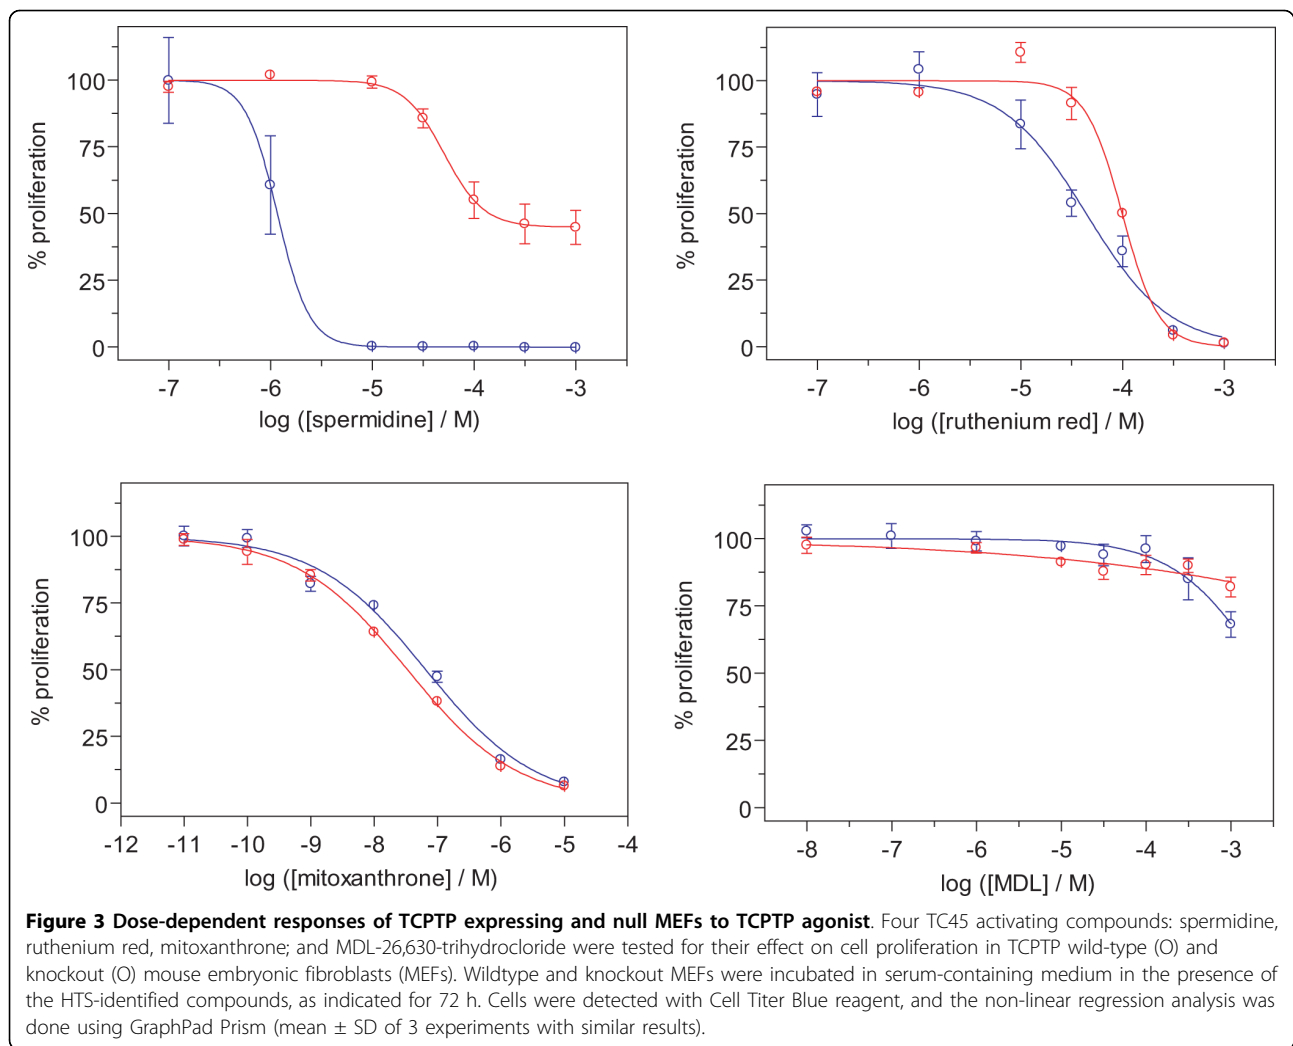 100
75
50
25
0
% proliferation
-7 -6 -5 -4 -3
log ([spermidine] / M)
100
75
50
25
0
% proliferation
-7 -6 -5 -4 -3
log ([ruthenium red] / M)
100
75
50
25
0
% proliferation
-12 -11 -10 -9 -8 -7 -6 -5 -4
log ([mitoxanthrone] / M)
100
75
50
25
0
% proliferation
-8 -7 -6 -5 -4 -3
log ([MDL] / M)
Figure 3 Dose-dependent responses of TCPTP expressing and null MEFs to TCPTP agonist. Four TC45 activating compounds: spermidine,
ruthenium red, mitoxanthrone; and MDL-26,630-trihydrocloride were tested for their effect on cell proliferation in TCPTP wild-type (O) and
knockout (O) mouse embryonic fibroblasts (MEFs). Wildtype and knockout MEFs were incubated in serum-containing medium in the presence of
the HTS-identified compounds, as indicated for 72 h. Cells were detected with Cell Titer Blue reagent, and the non-linear regression analysis was
done using GraphPad Prism (mean ± SD of 3 experiments with similar results).